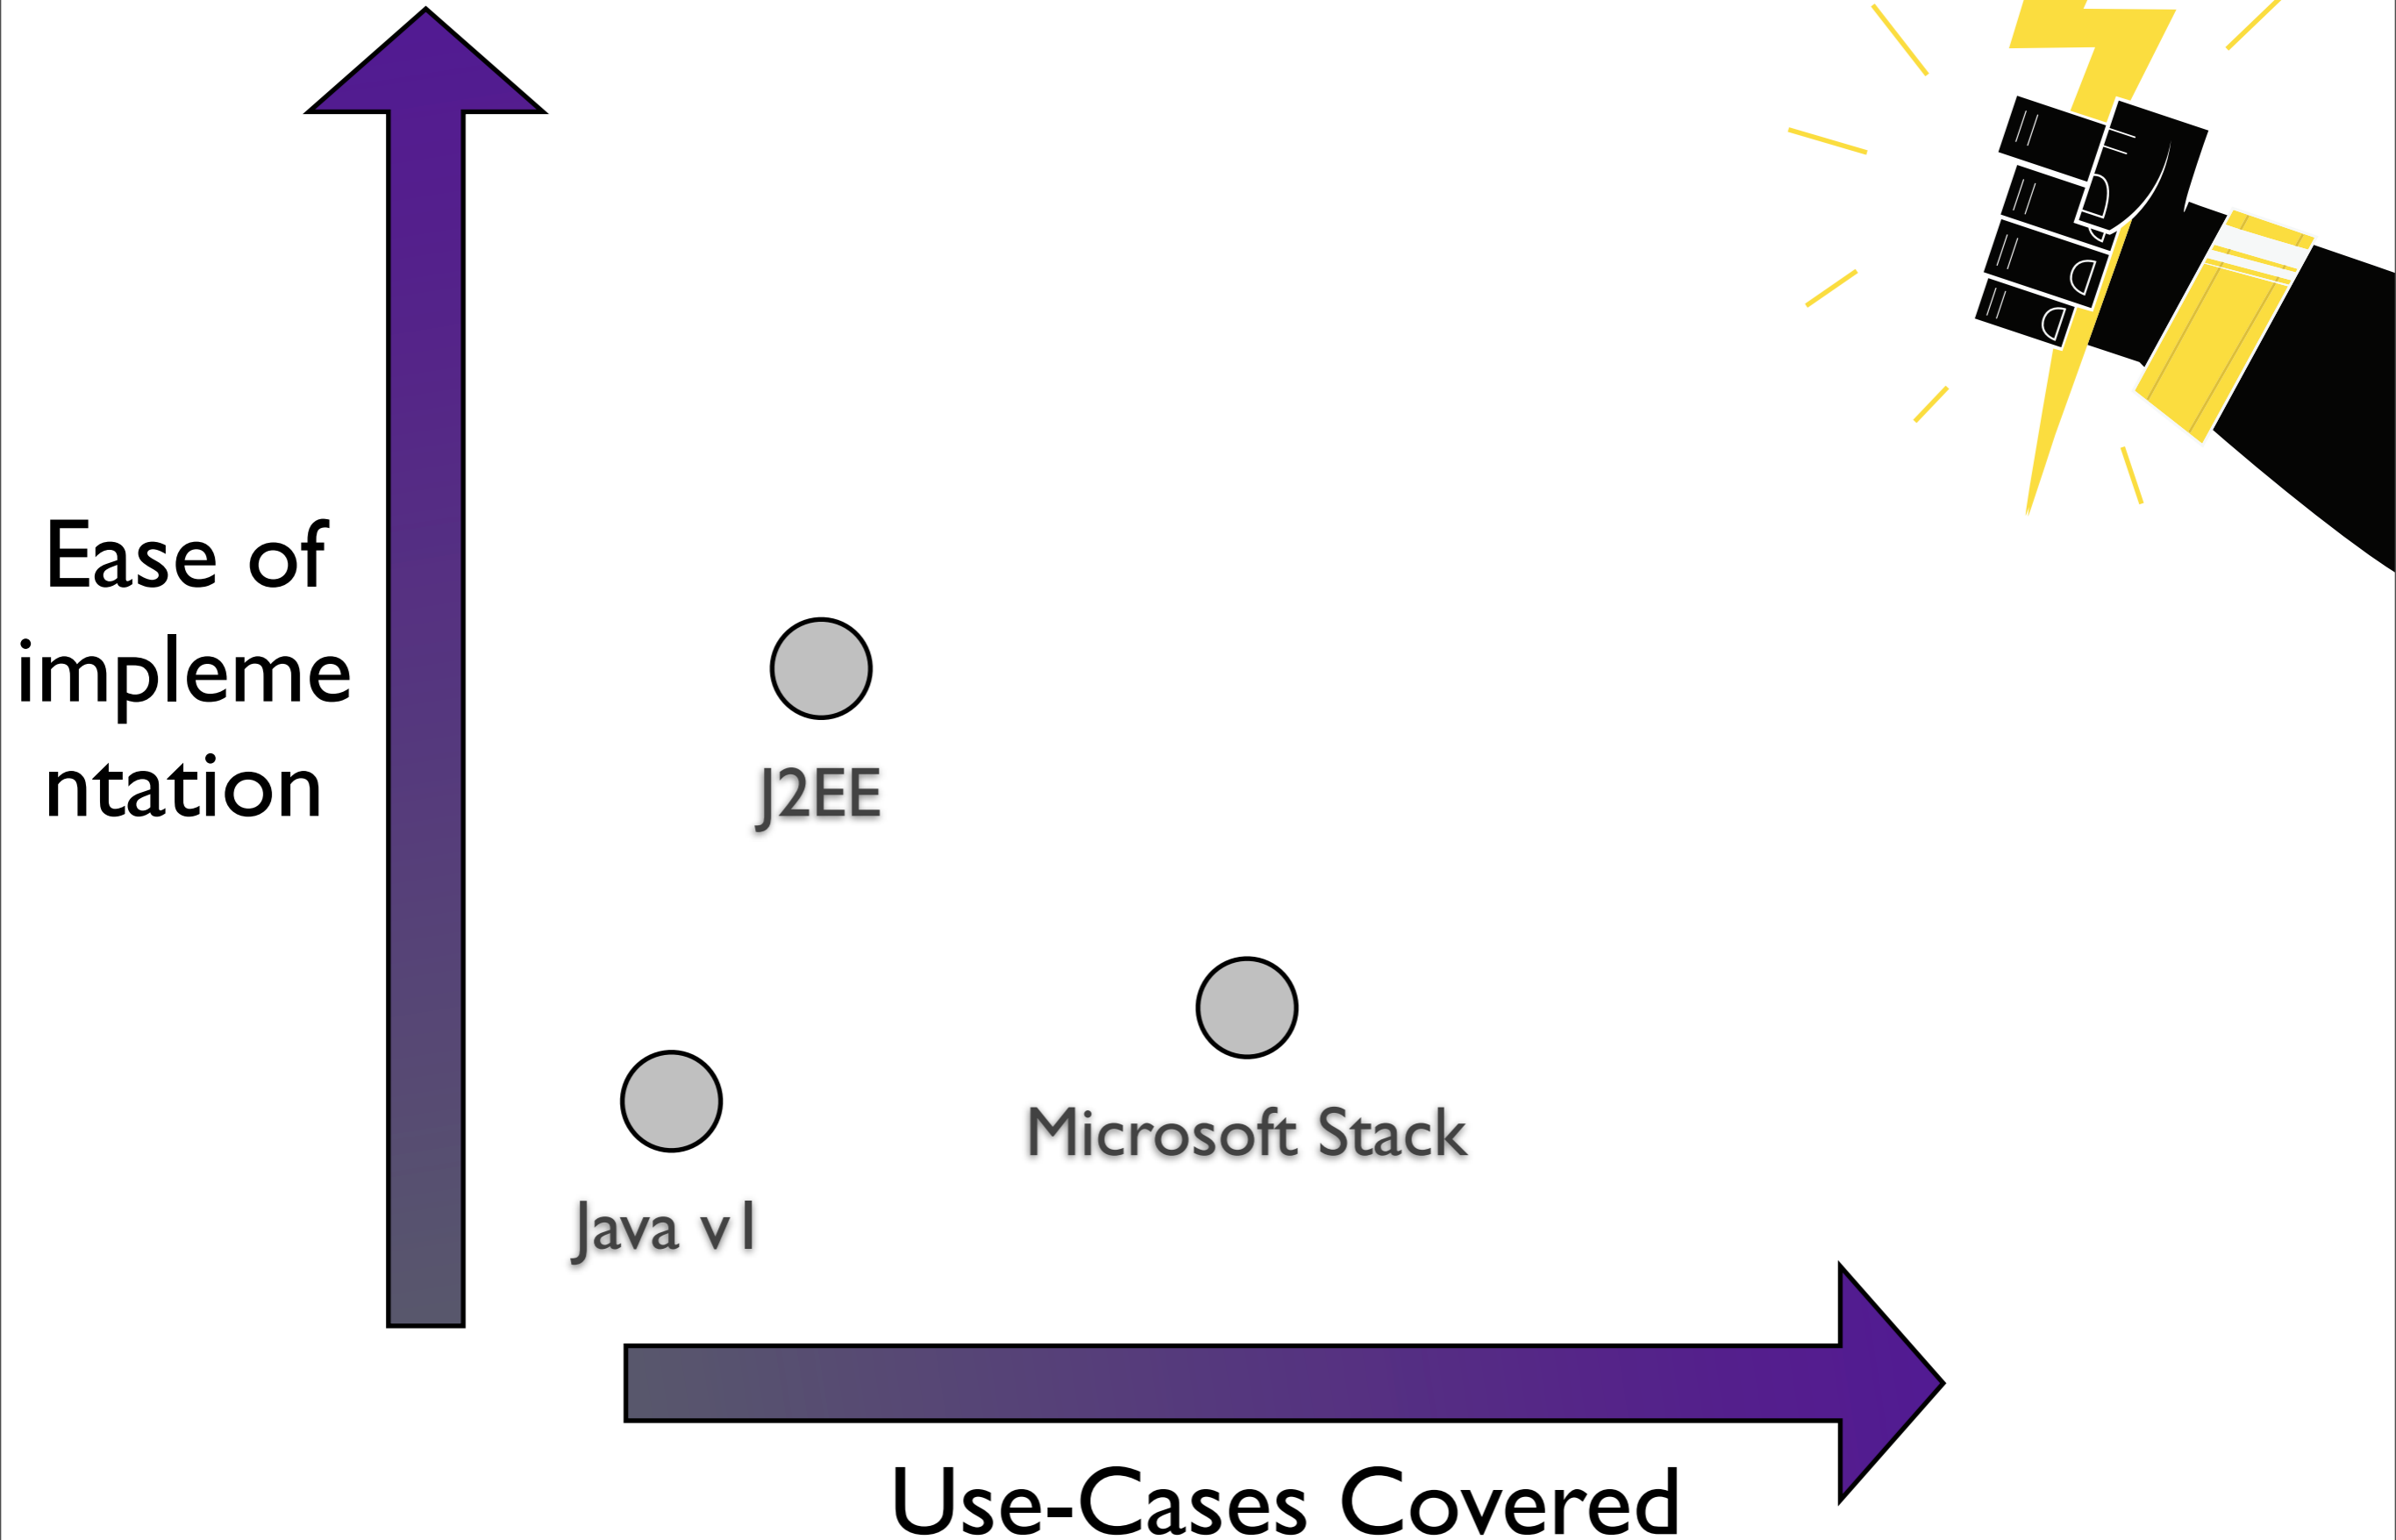 Ease of
impleme
ntation
J2EE
Microsoft Stack
Java v1
Use-Cases Covered